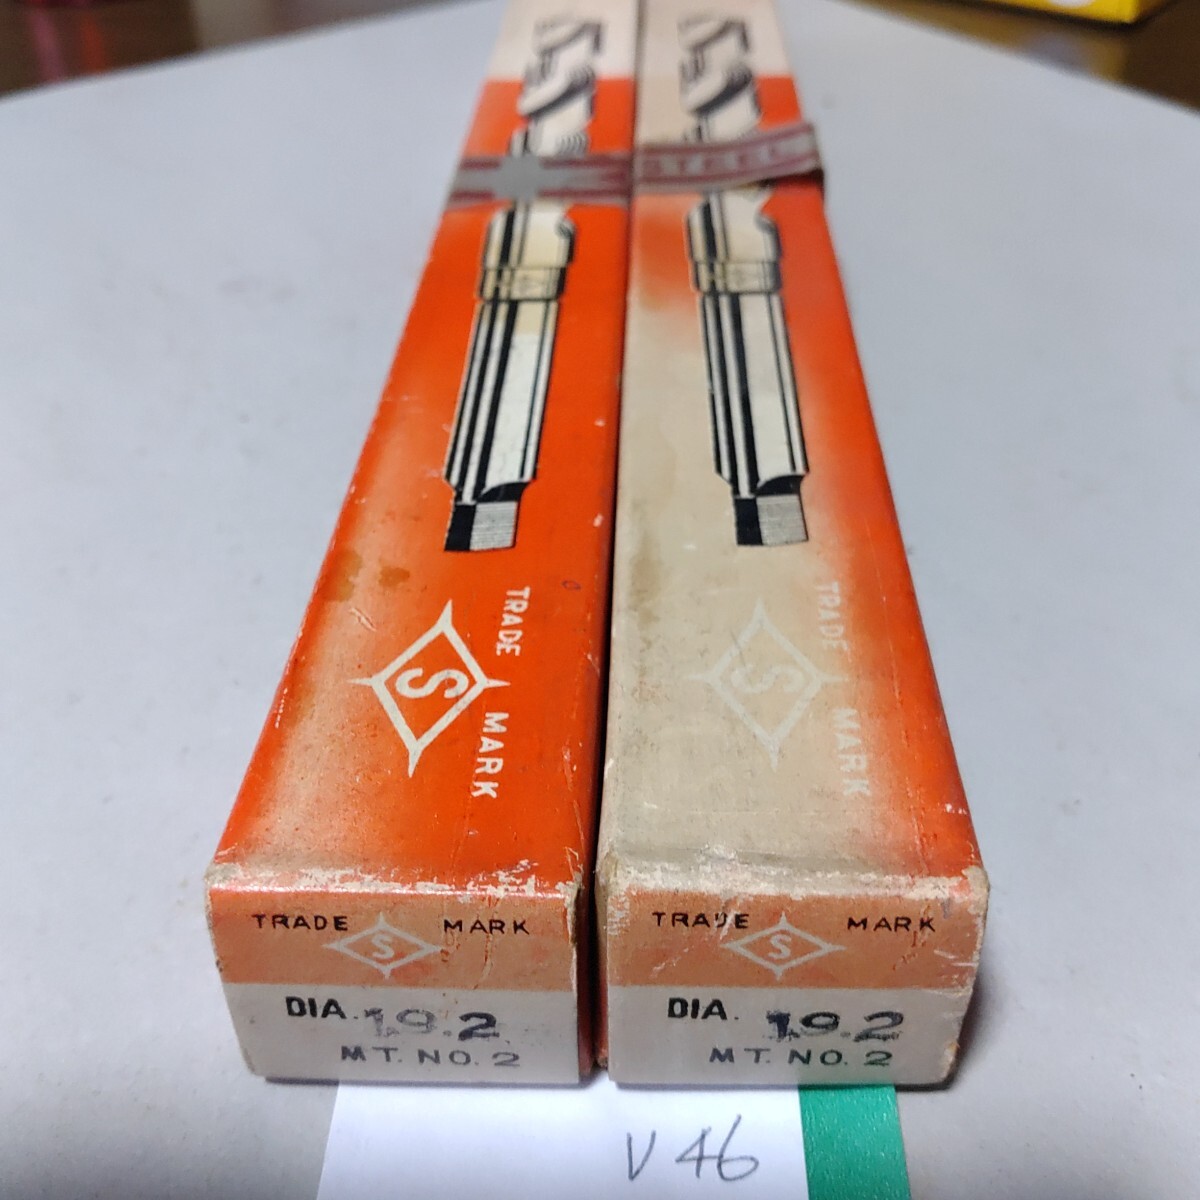 STEEL
TRADE MARK
S
TRADE MARK
S
TRADE S MARK
DIA. 19.2
MT. NO. 2
TRADE S MARK
DIA. 19.2
MT. NO. 2
V46